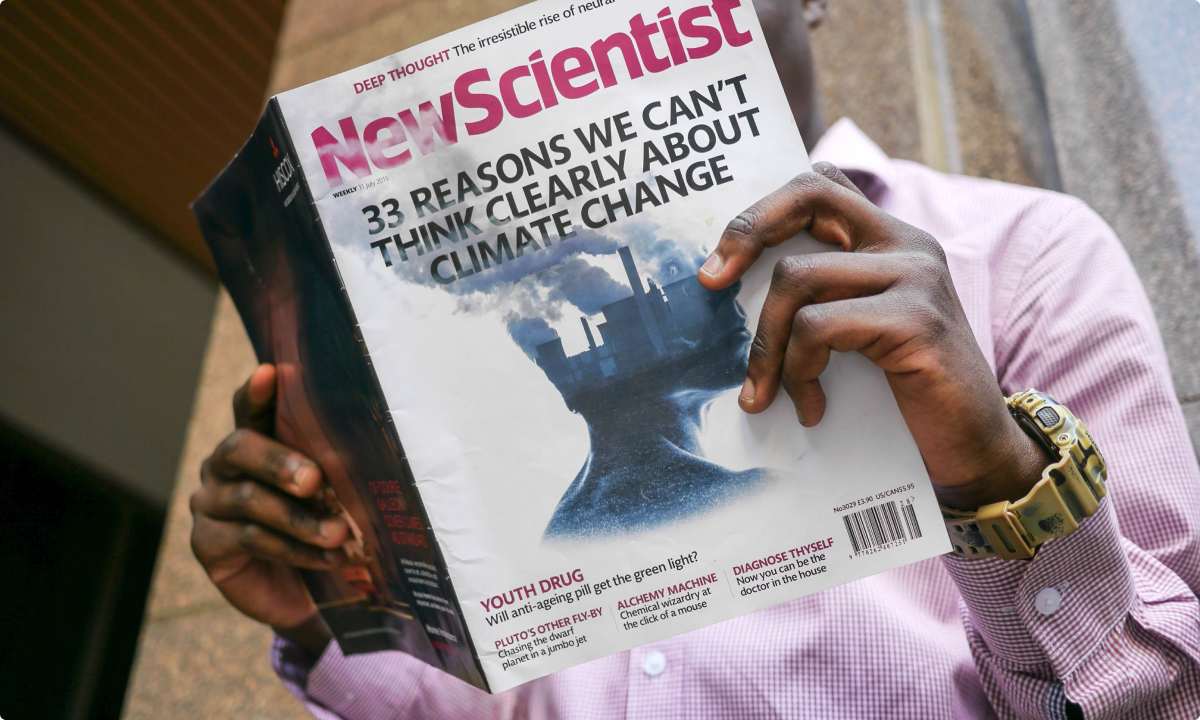 DEEP THOUGHT The irresistible rise of neural
NewScientist
WEEKLY 11 July 2015
33 REASONS WE CAN'T
THINK CLEARLY ABOUT
CLIMATE CHANGE
HISCOX
No3029 £3.90 US/CAN$5.95
YOUTH DRUG
Will anti-ageing pill get the green light?
PLUTO'S OTHER FLY-BY
Chasing the dwarf
planet in a jumbo jet
ALCHEMY MACHINE
Chemical wizardry at
the click of a mouse
DIAGNOSE THYSELF
Now you can be the
doctor in the house